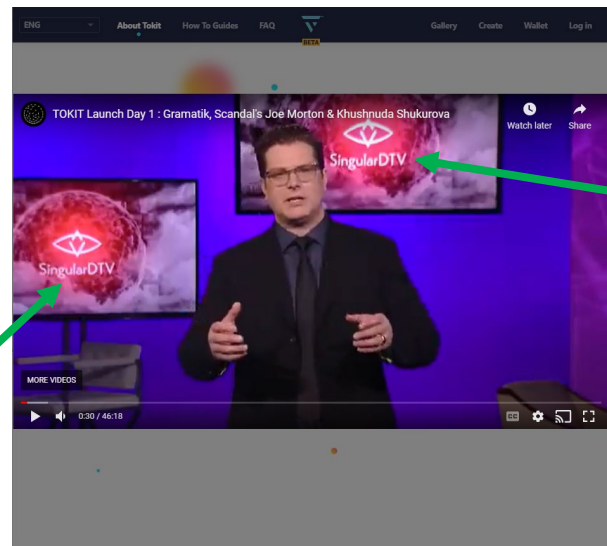 ENG
About Tokit
How To Guides
FAQ
BETA
Gallery
Create
Wallet
Log in
TOKIT Launch Day 1 : Gramatik, Scandal's Joe Morton & Khushnuda Shukurova
Watch later
Share
SingularDTV
SingularDTV
MORE VIDEOS
0:30 / 46:18
CC